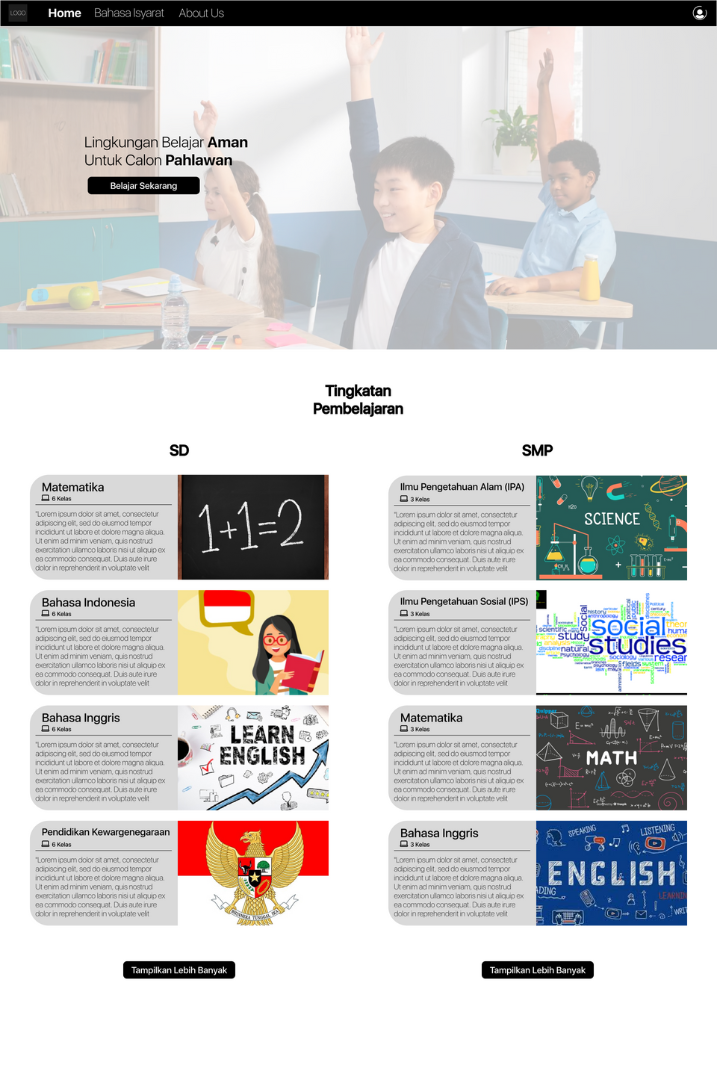 LOGO
Home Bahasa Isyarat About Us
Lingkungan Belajar Aman
Untuk Calon Pahlawan
Belajar Sekarang
Tingkatan
Pembelajaran
SD
Matematika
6 Kelas
"Lorem ipsum dolor sit amet, consectetur
adipiscing elit, sed do eiusmod tempor
incididunt ut labore et dolore magna aliqua.
Ut enim ad minim veniam, quis nostrud
exercitation ullamco laboris nisi ut aliquip ex
ea commodo consequat. Duis aute irure
dolor in reprehenderit in voluptate velit
1+1=2
Bahasa Indonesia
6 Kelas
"Lorem ipsum dolor sit amet, consectetur
adipiscing elit, sed do eiusmod tempor
incididunt ut labore et dolore magna aliqua.
Ut enim ad minim veniam, quis nostrud
exercitation ullamco laboris nisi ut aliquip ex
ea commodo consequat. Duis aute irure
dolor in reprehenderit in voluptate velit
Bahasa Inggris
6 Kelas
"Lorem ipsum dolor sit amet, consectetur
adipiscing elit, sed do eiusmod tempor
incididunt ut labore et dolore magna aliqua.
Ut enim ad minim veniam, quis nostrud
exercitation ullamco laboris nisi ut aliquip ex
ea commodo consequat. Duis aute irure
dolor in reprehenderit in voluptate velit
LEARN
ENGLISH
Pendidikan Kewargenegaraan
6 Kelas
"Lorem ipsum dolor sit amet, consectetur
adipiscing elit, sed do eiusmod tempor
incididunt ut labore et dolore magna aliqua.
Ut enim ad minim veniam, quis nostrud
exercitation ullamco laboris nisi ut aliquip ex
ea commodo consequat. Duis aute irure
dolor in reprehenderit in voluptate velit
Tampilkan Lebih Banyak
SMP
Ilmu Pengetahuan Alam (IPA)
3 Kelas
"Lorem ipsum dolor sit amet, consectetur
adipiscing elit, sed do eiusmod tempor
incididunt ut labore et dolore magna aliqua.
Ut enim ad minim veniam, quis nostrud
exercitation ullamco laboris nisi ut aliquip ex
ea commodo consequat. Duis aute irure
dolor in reprehenderit in voluptate velit
SCIENCE
Ilmu Pengetahuan Sosial (IPS)
3 Kelas
"Lorem ipsum dolor sit amet, consectetur
adipiscing elit, sed do eiusmod tempor
incididunt ut labore et dolore magna aliqua.
Ut enim ad minim veniam, quis nostrud
exercitation ullamco laboris nisi ut aliquip ex
ea commodo consequat. Duis aute irure
dolor in reprehenderit in voluptate velit
history
scientific
social
political
public
study
social
natural
studies
psychology
sociology
fields
Matematika
3 Kelas
"Lorem ipsum dolor sit amet, consectetur
adipiscing elit, sed do eiusmod tempor
incididunt ut labore et dolore magna aliqua.
Ut enim ad minim veniam, quis nostrud
exercitation ullamco laboris nisi ut aliquip ex
ea commodo consequat. Duis aute irure
dolor in reprehenderit in voluptate velit
MATH
Bahasa Inggris
3 Kelas
"Lorem ipsum dolor sit amet, consectetur
adipiscing elit, sed do eiusmod tempor
incididunt ut labore et dolore magna aliqua.
Ut enim ad minim veniam, quis nostrud
exercitation ullamco laboris nisi ut aliquip ex
ea commodo consequat. Duis aute irure
dolor in reprehenderit in voluptate velit
SPEAKING LISTENING
ENGLISH
Tampilkan Lebih Banyak